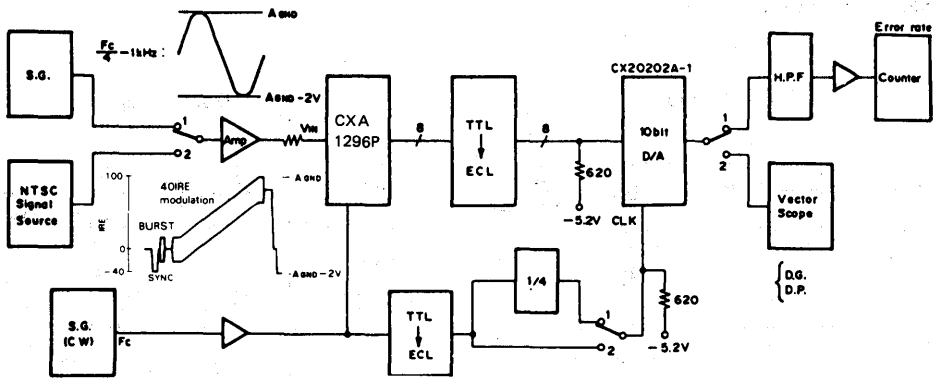 AGND
Fc/4 - 1kHz :
AGND-2V
S.G.
1
2
Amp
VIN
CXA
1296P
8
TTL
↓
ECL
8
620
-5.2V
CX20202A-1
10bit
D/A
CLK
1
2
H.P.F
Error rate
Counter
Vector
Scope
D.G.
D.P.
NTSC
Signal
Source
100
IRE
0
-40
40IRE
modulation
BURST
SYNC
AGND
AGND-2V
S.G.
(CW)
Fc
TTL
↓
ECL
1/4
1
2
620
-5.2V